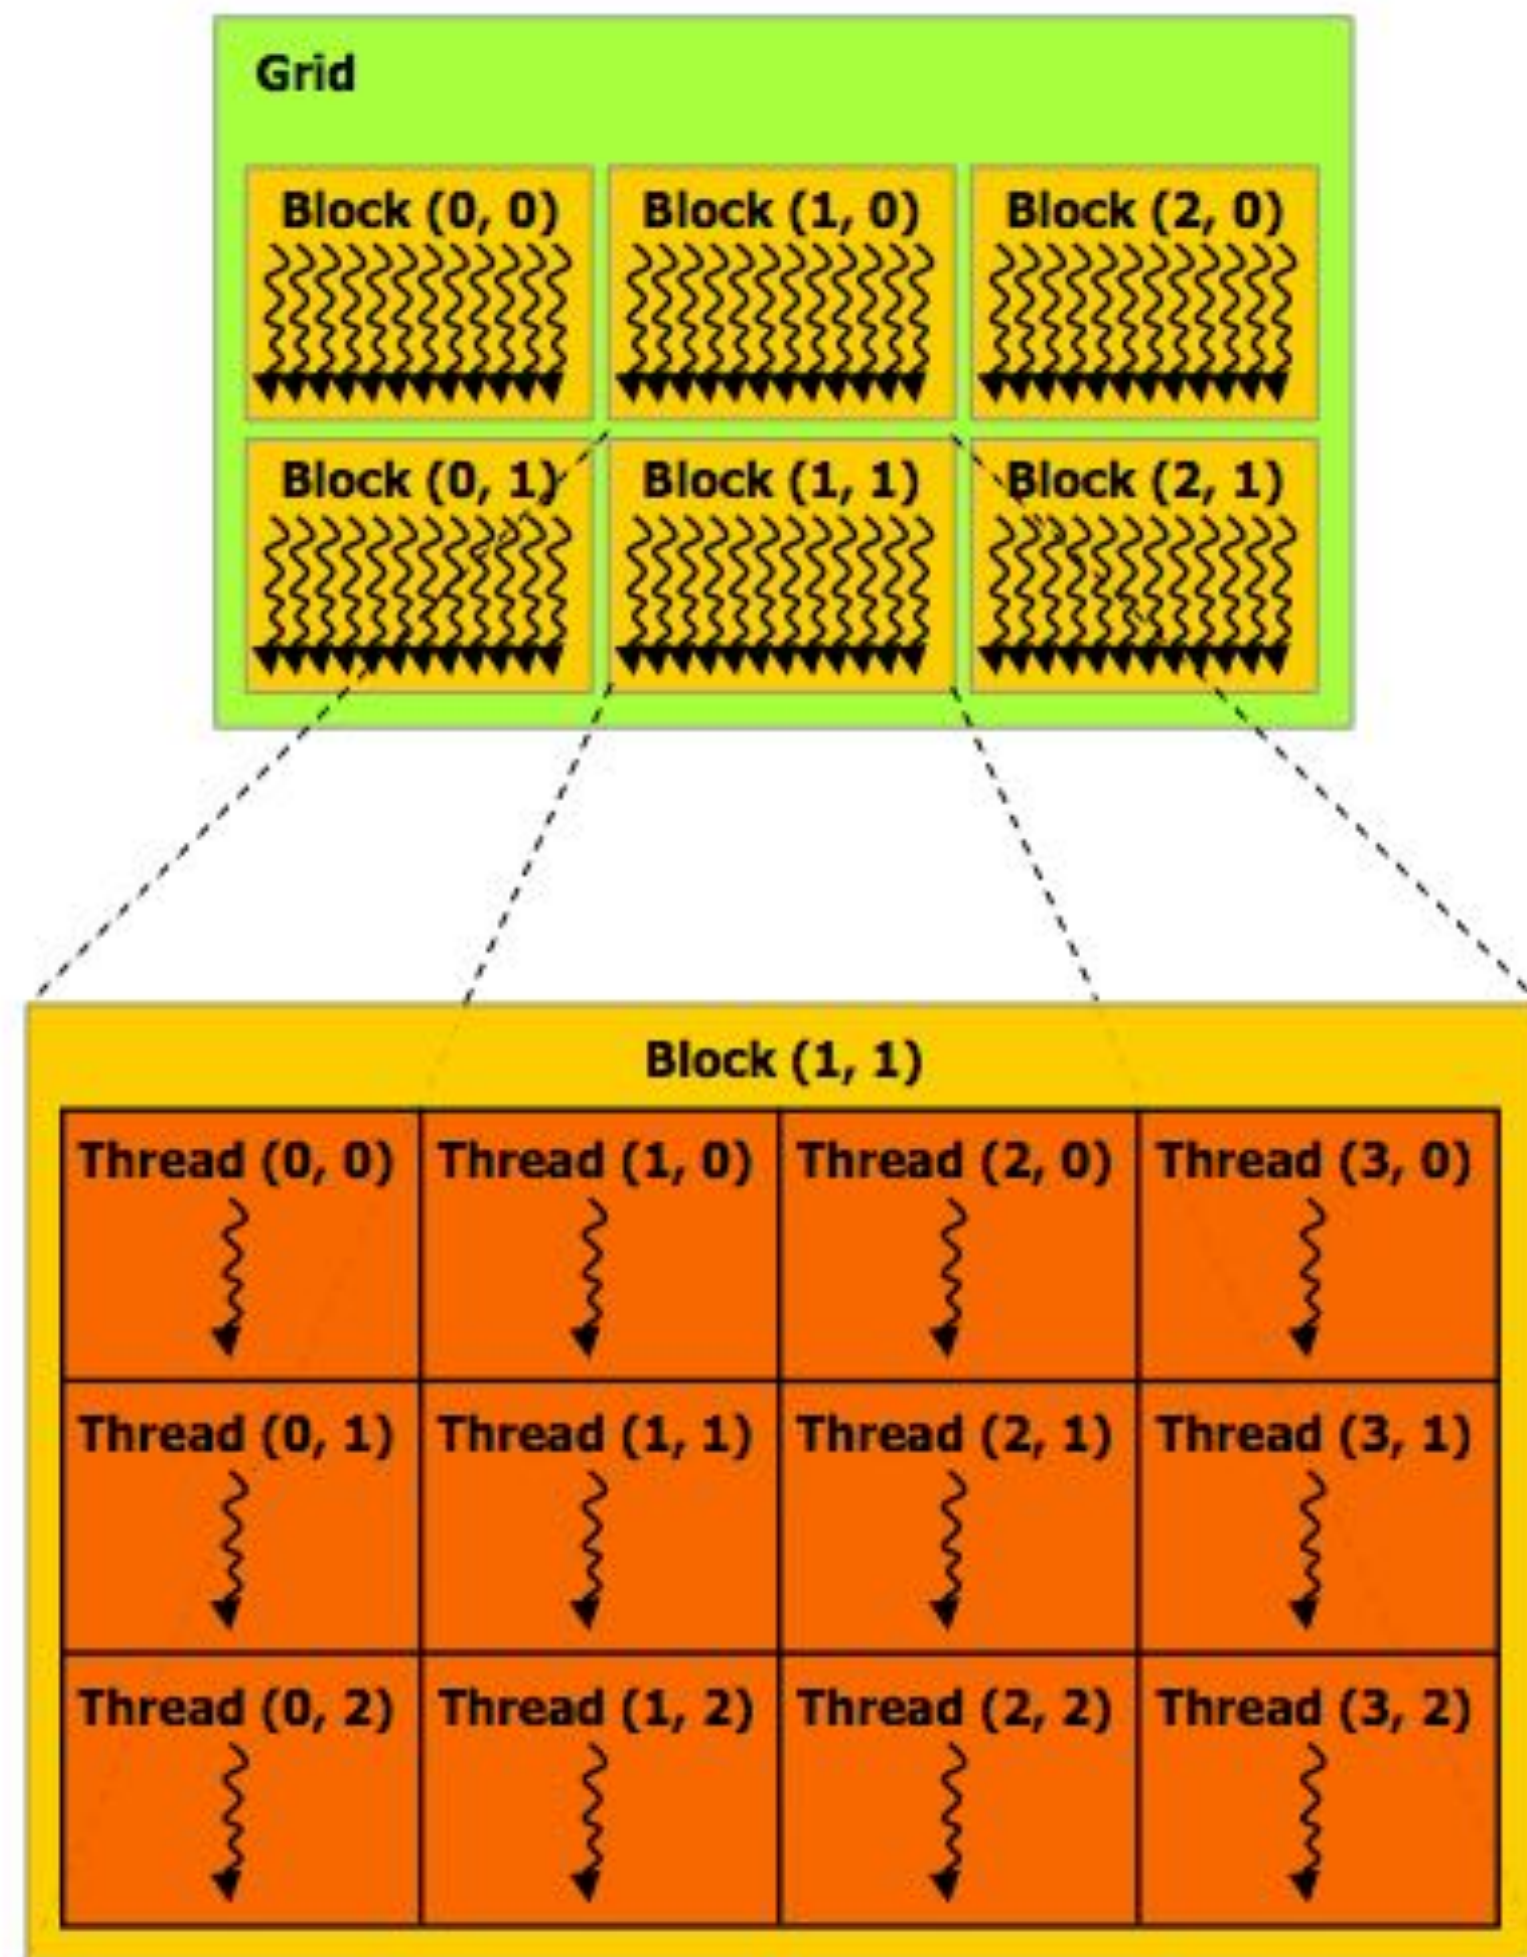 Grid
Block (0, 0) Block (1, 0) Block (2, 0)
Block (0, 1) Block (1, 1) Block (2, 1)
Block (1, 1)
Thread (0, 0) Thread (1, 0) Thread (2, 0) Thread (3, 0)
Thread (0, 1) Thread (1, 1) Thread (2, 1) Thread (3, 1)
Thread (0, 2) Thread (1, 2) Thread (2, 2) Thread (3, 2)